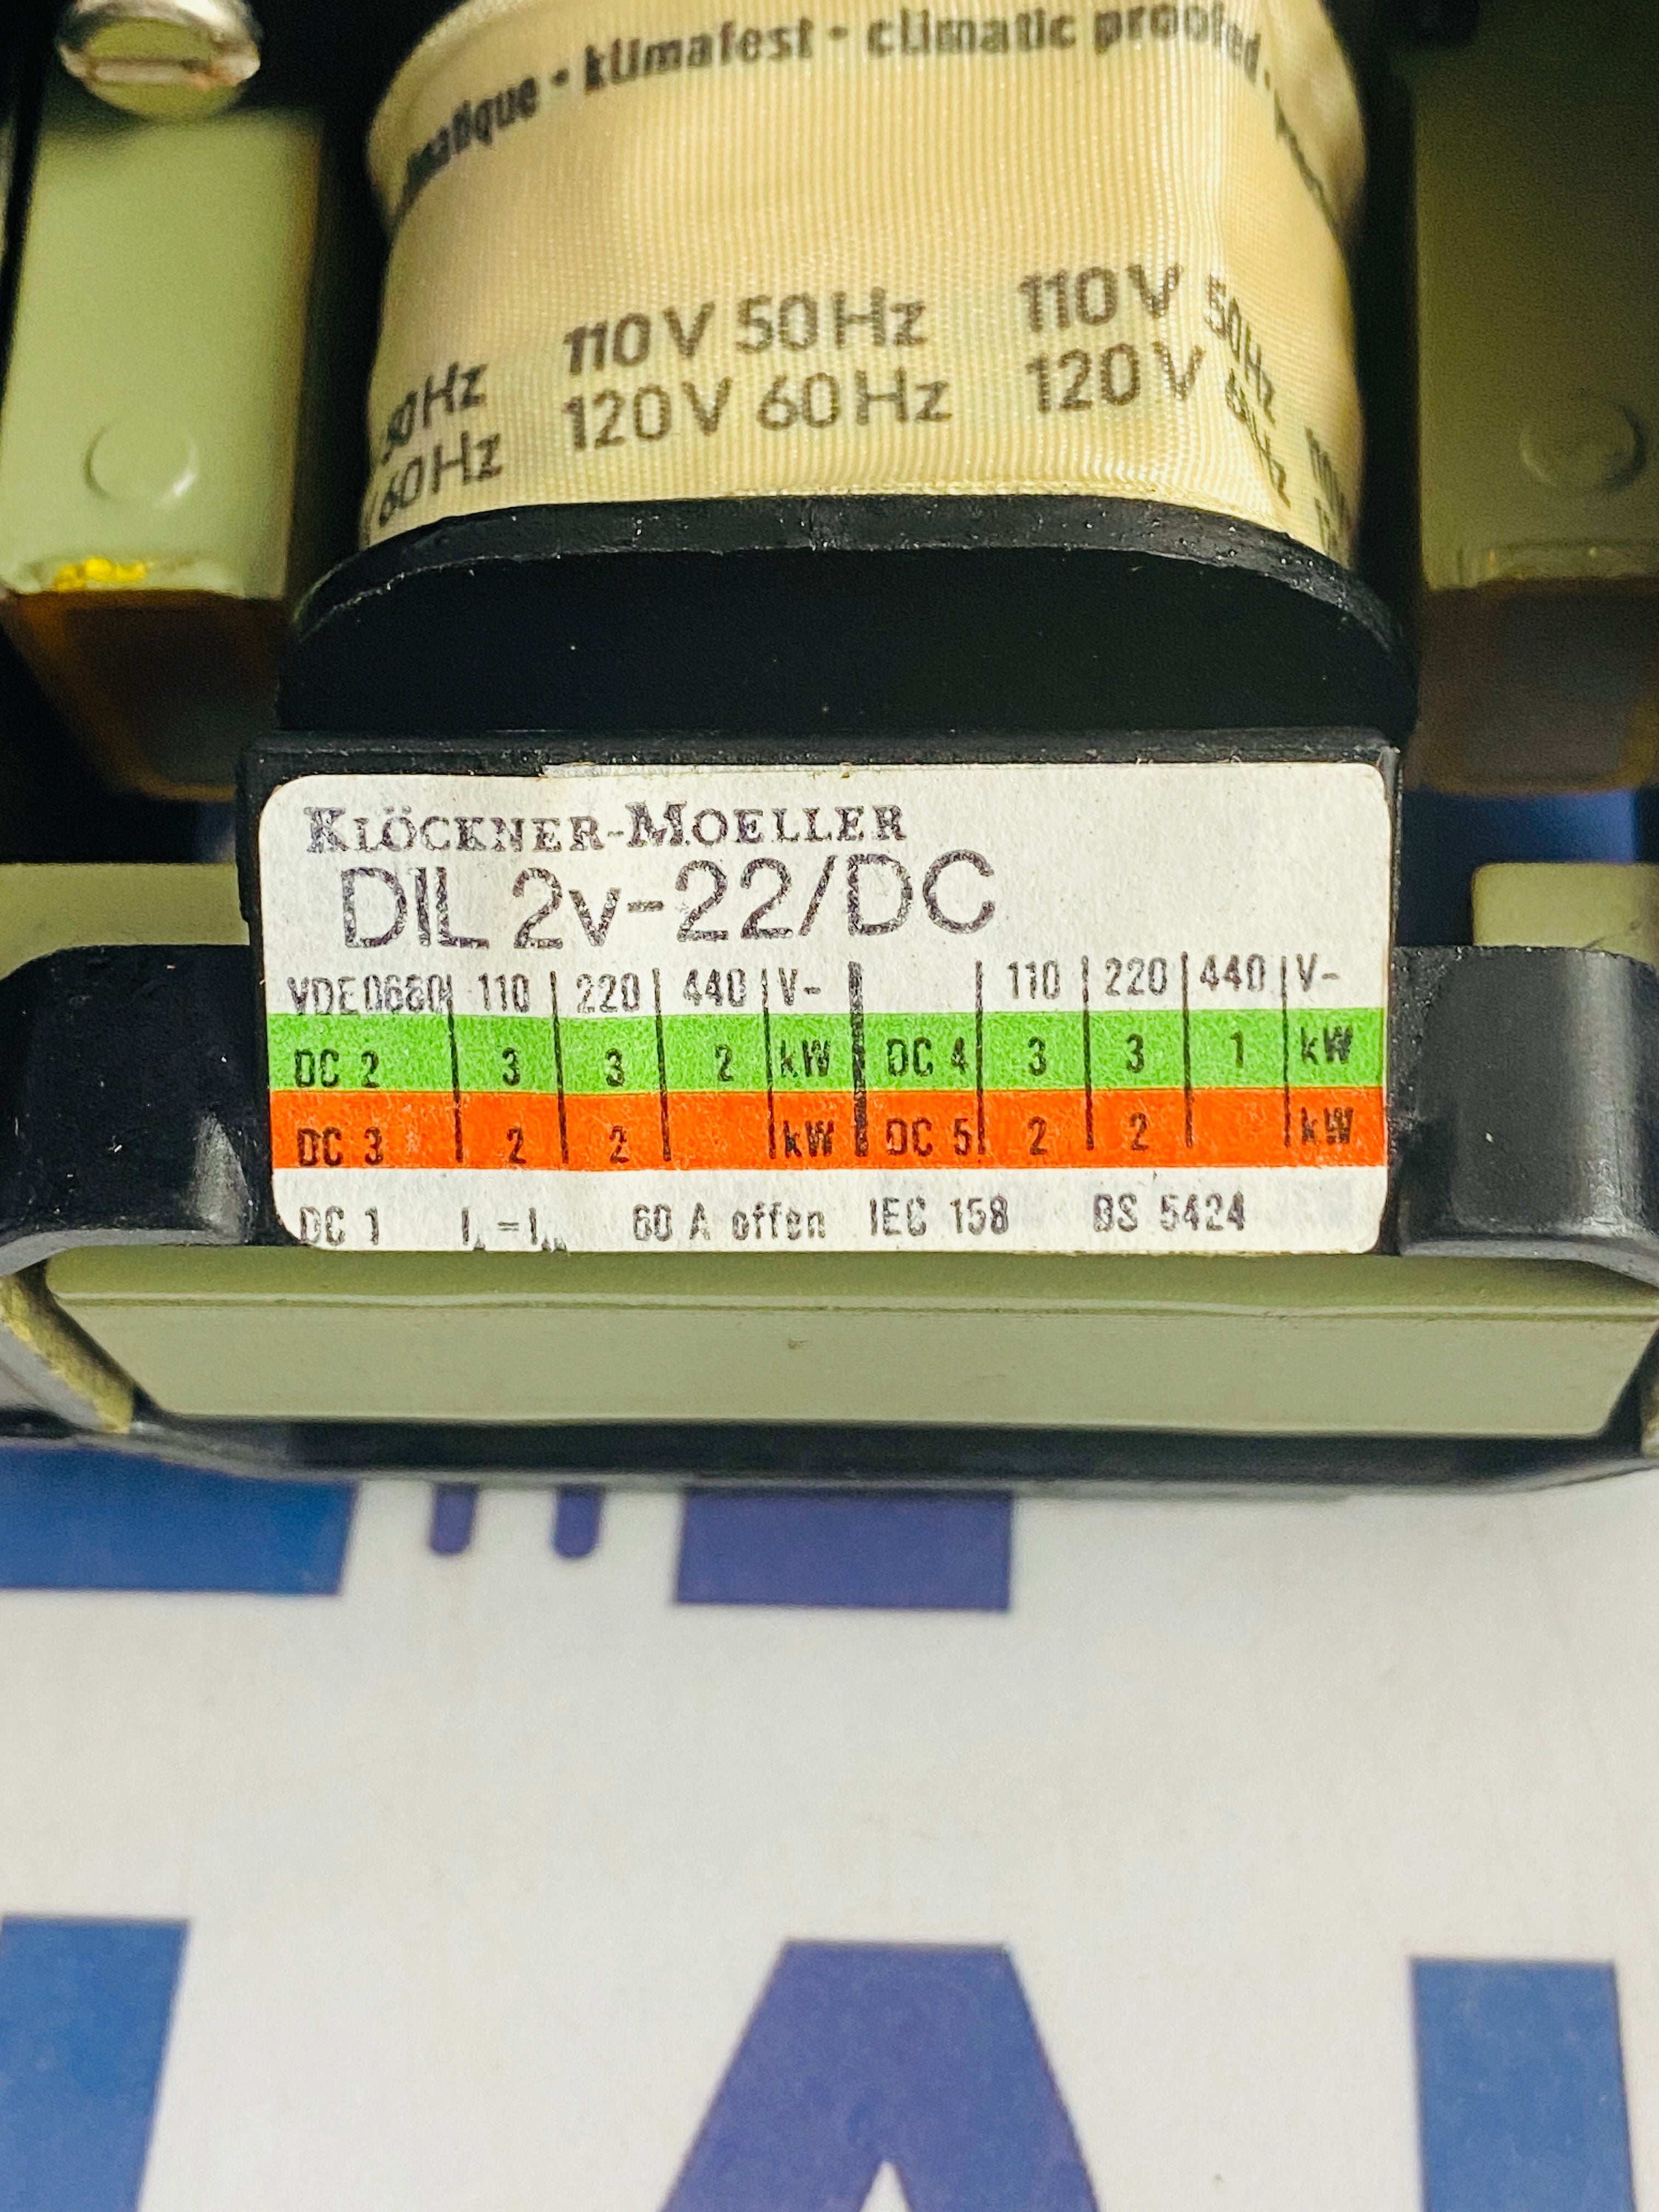 klimafest · climatic proofed ·
110V 50Hz 110V 50Hz
120V 60Hz 120V 60Hz
KLÖCKNER-MOELLER
DIL 2v-22/DC
VDE0660 110 220 440 V- 110 220 440 V-
DC 2 3 3 2 kW DC 4 3 3 1 kW
DC 3 2 2 kW DC 5 2 2 kW
DC 1 60 A offen IEC 158 BS 5424